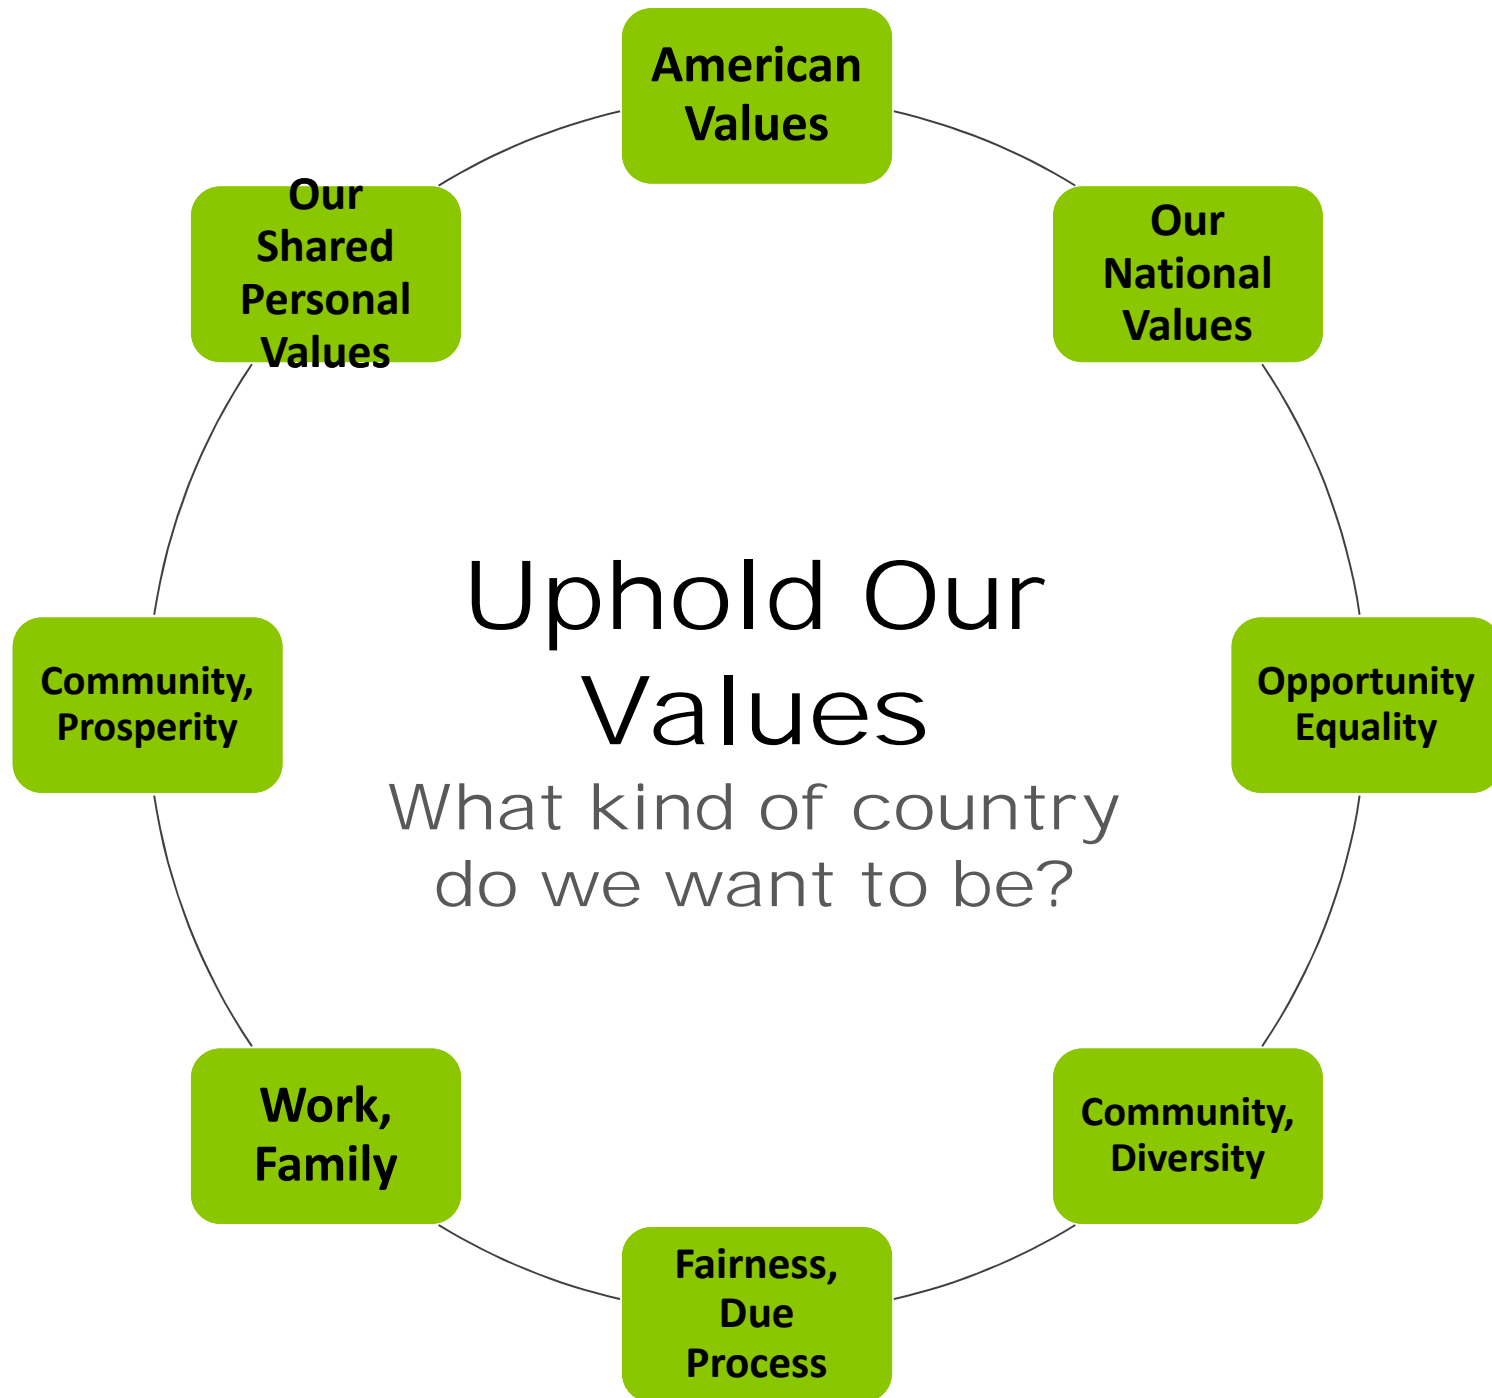 American
Values
Our
National
Values
Opportunity
Equality
Community,
Diversity
Fairness,
Due
Process
Work,
Family
Community,
Prosperity
Our
Shared
Personal
Values
Uphold Our
Values
What kind of country
do we want to be?